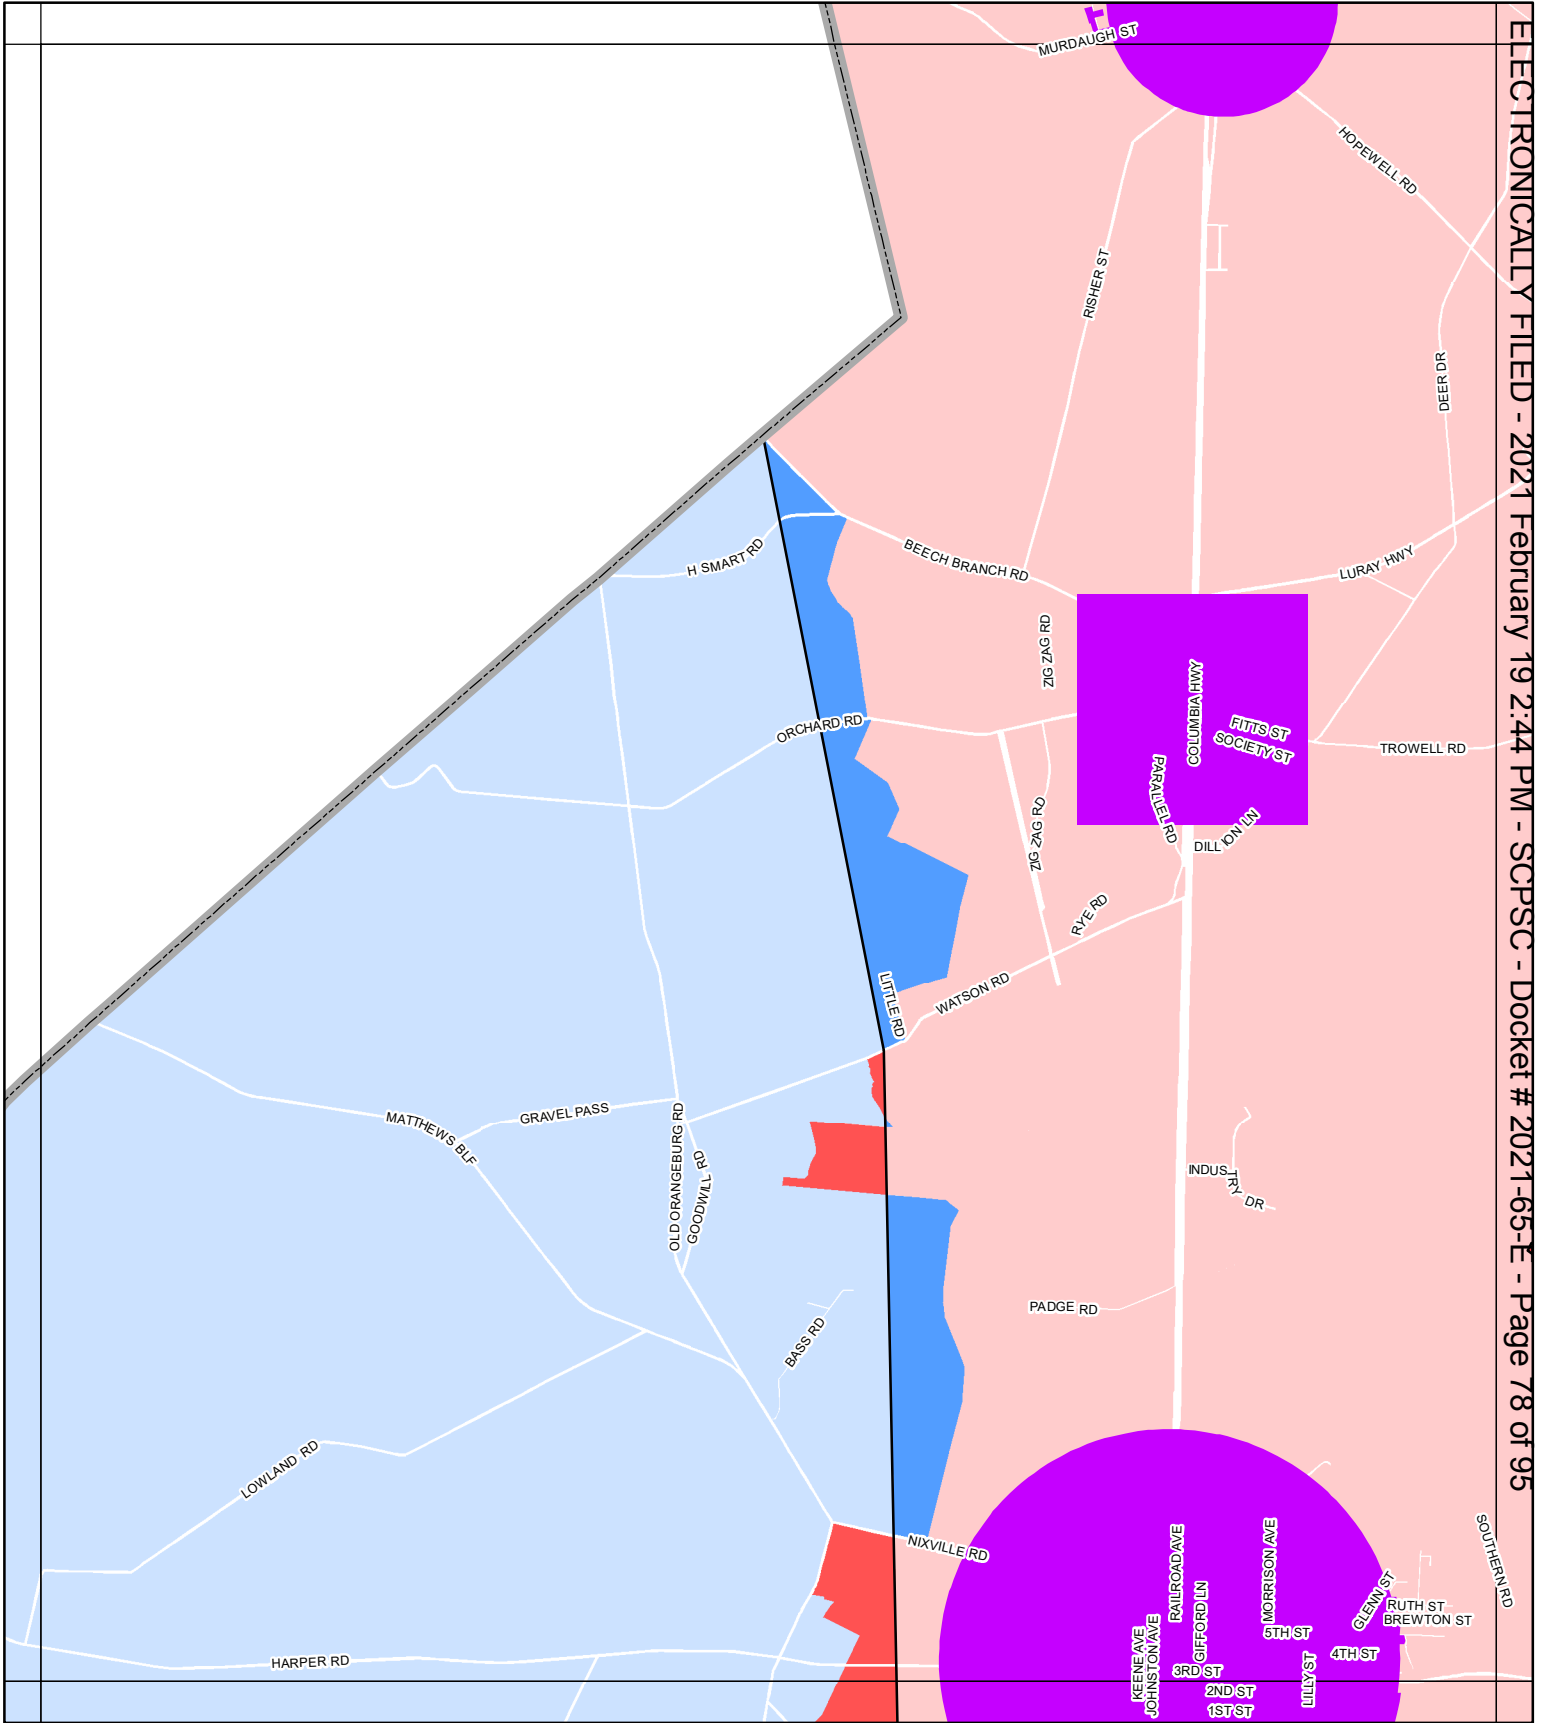 MURDAUGH ST
HOPEWELL RD
RISHER ST
DEER DR
H SMART RD
BEECH BRANCH RD
LURAY HWY
ZIG ZAG RD
COLUMBIA HWY
FITTS ST
SOCIETY ST
ORCHARD RD
TROWELL RD
PARALLEL RD
ZIG ZAG RD
DILLION LN
RYE RD
LITTLE RD
WATSON RD
MATTHEWS BLF
GRAVEL PASS
OLD ORANGEBURG RD
GOODWILL RD
INDUSTRY DR
PADGE RD
BASS RD
LOWLAND RD
NIXVILLE RD
RAILROAD AVE
MORRISON AVE
SOUTHERN RD
GIFFORD LN
GLENN ST
RUTH ST
BREWTON ST
KEENE AVE
JOHNSTON AVE
5TH ST
4TH ST
HARPER RD
3RD ST
LILLY ST
2ND ST
1ST ST
ELECTRONICALLY FILED - 2021 February 19 2:44 PM - SCPSC - Docket # 2021-65-E - Page 78 of 95